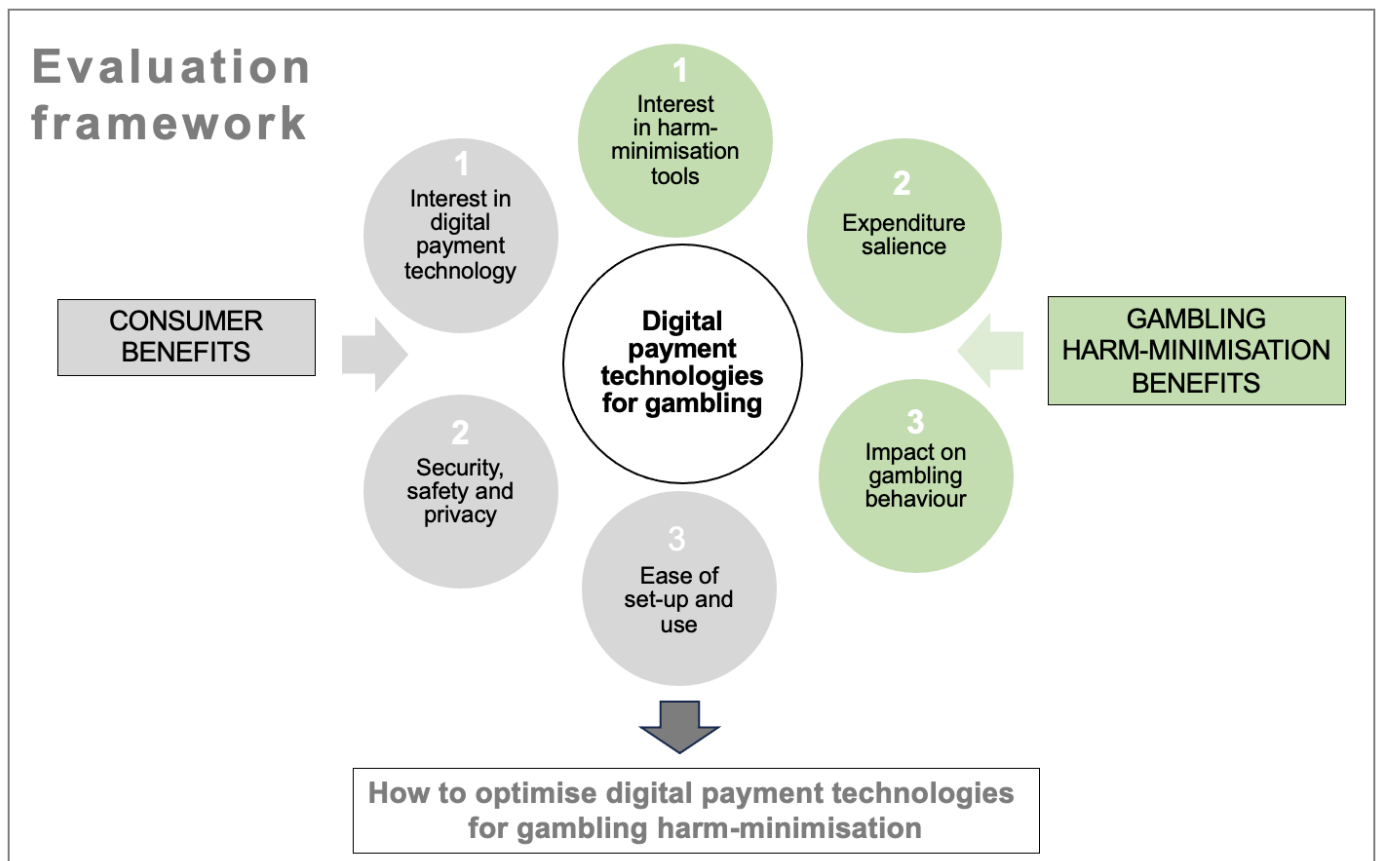 Evaluation
framework
1
Interest
in harm-
minimisation
tools
1
Interest in
digital
payment
technology
2
Expenditure
salience
CONSUMER
BENEFITS
Digital
payment
technologies
for gambling
GAMBLING
HARM-MINIMISATION
BENEFITS
2
Security,
safety and
privacy
3
Impact on
gambling
behaviour
3
Ease of
set-up and
use
How to optimise digital payment technologies
for gambling harm-minimisation